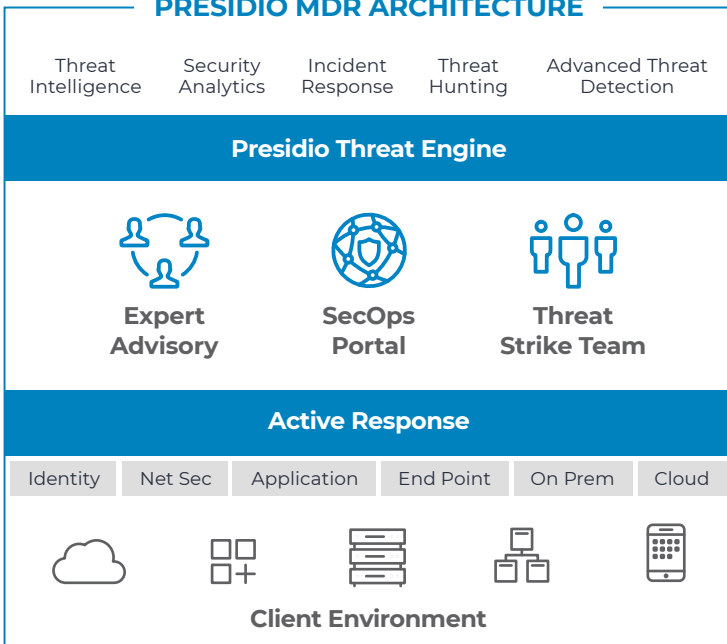 PRESIDIO MDR ARCHITECTURE
Threat Intelligence
Security Analytics
Incident Response
Threat Hunting
Advanced Threat Detection
Presidio Threat Engine
Expert Advisory
SecOps Portal
Threat Strike Team
Active Response
Identity
Net Sec
Application
End Point
On Prem
Cloud
Client Environment